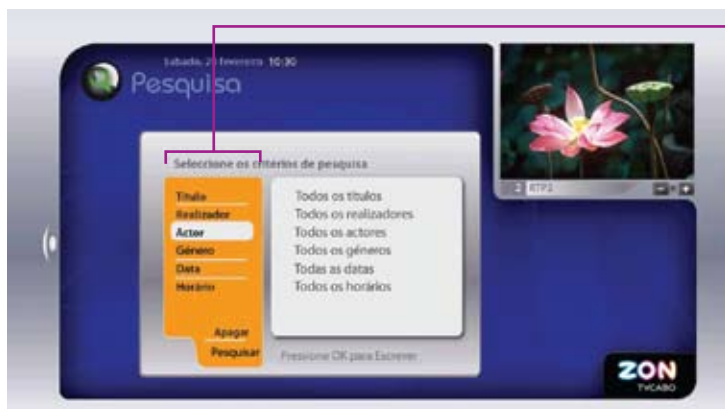 Sábado, 2 fevereiro 10:30
Pesquisa
Seleccione os critérios de pesquisa
Título
Realizador
Actor
Género
Data
Horário
Apagar
Pesquisar
Todos os títulos
Todos os realizadores
Todos os actores
Todos os géneros
Todas as datas
Todos os horários
Pressione OK para Escrever
2 RTP2
ZON
TVCABO